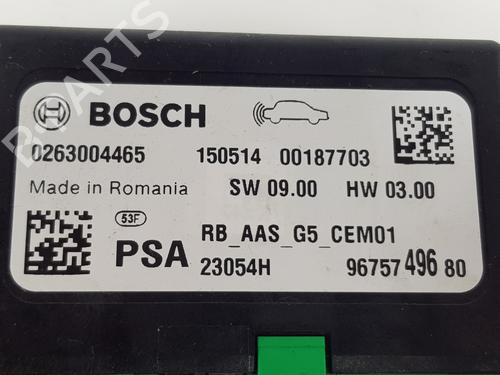 BOSCH
0263004465 150514 00187703
Made in Romania SW 09.00 HW 03.00
53F
PSA RB_AAS_G5_CEM01
23054H 96757 496 80
B PARTS